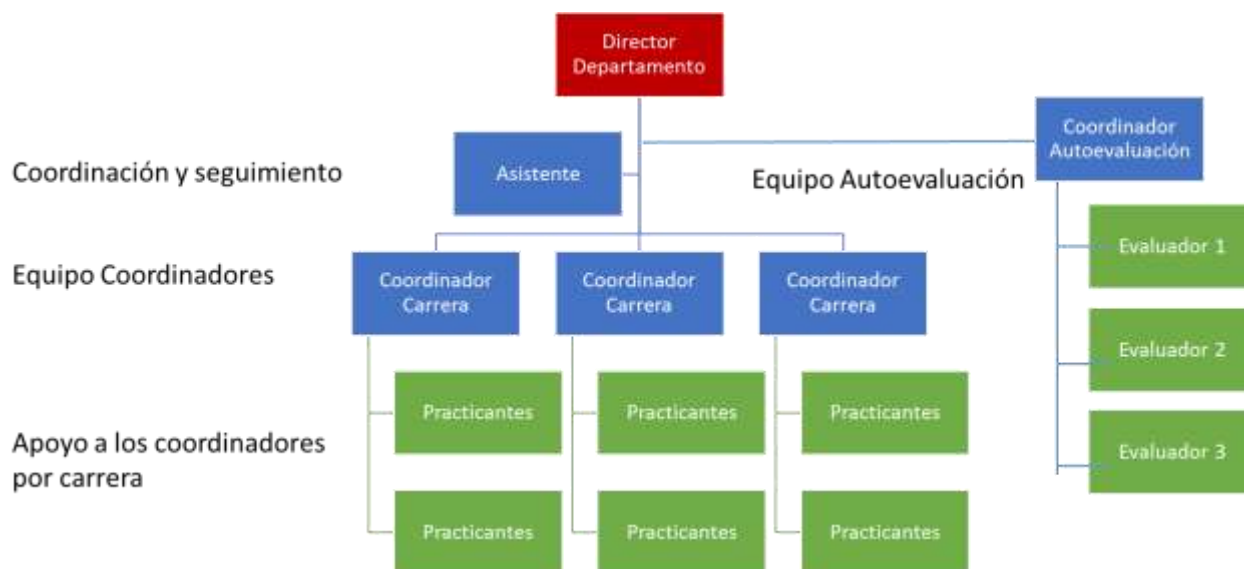 Director
Departamento
Coordinador
Autoevaluación
Coordinación y seguimiento
Asistente
Equipo Autoevaluación
Evaluador 1
Equipo Coordinadores
Coordinador
Carrera
Coordinador
Carrera
Coordinador
Carrera
Evaluador 2
Practicantes
Practicantes
Practicantes
Apoyo a los coordinadores
por carrera
Evaluador 3
Practicantes
Practicantes
Practicantes